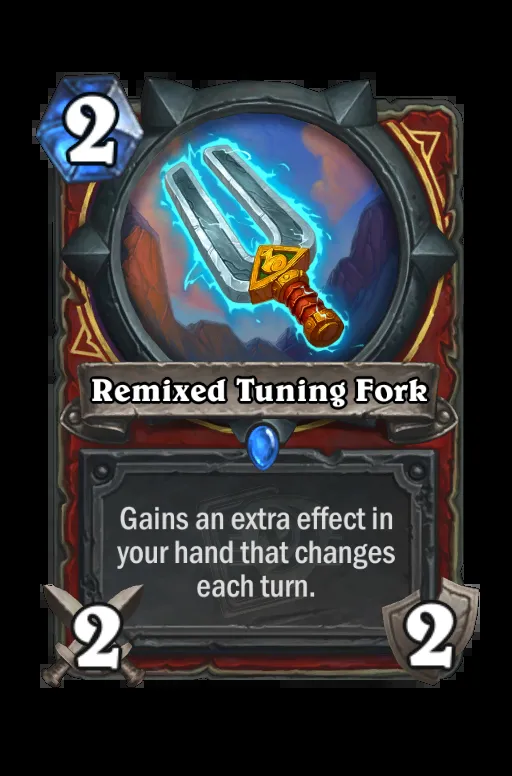 2
Remixed Tuning Fork
Gains an extra effect in
your hand that changes
each turn.
2
2